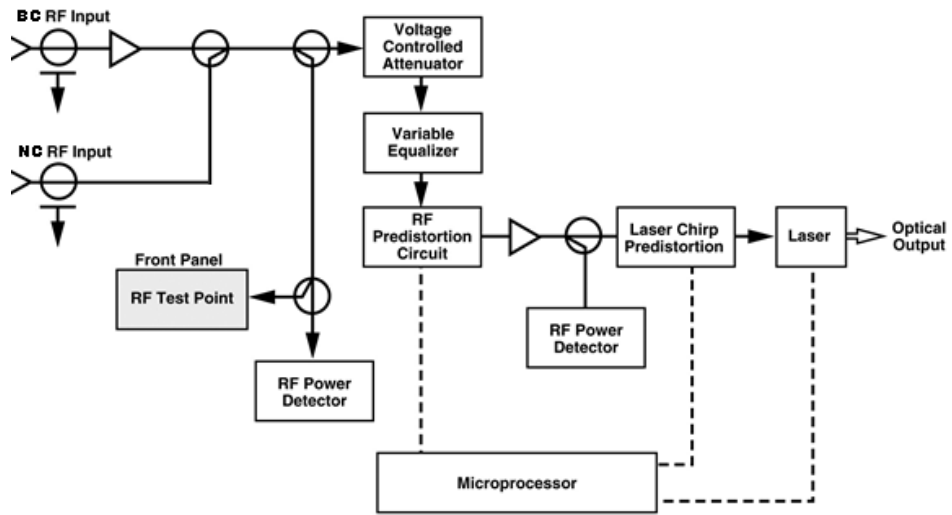 BC RF Input
Voltage
Controlled
Attenuator
Variable
Equalizer
NC RF Input
RF
Predistortion
Circuit
Laser Chirp
Predistortion
Laser
Optical
Output
Front Panel
RF Test Point
RF Power
Detector
RF Power
Detector
Microprocessor